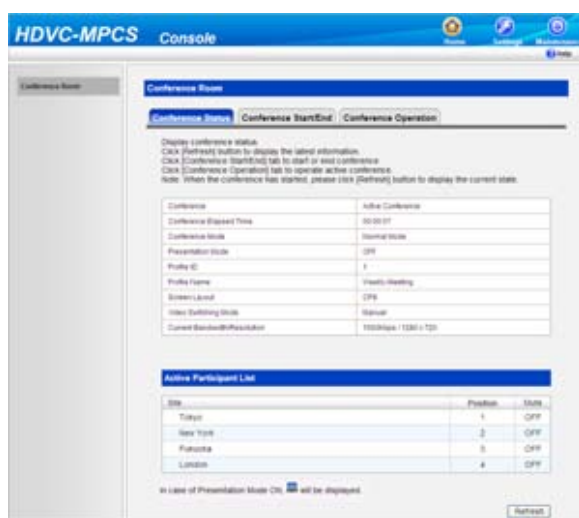 HDVC-MPCS Console
Home Settings Maintenance
Help
Conference Room
Conference Room
Conference Status Conference Start/End Conference Operation
Display conference status.
Click [Refresh] button to display the latest information.
Click [Conference Start/End] tab to start or end conference
Click [Conference Operation] tab to operate active conference.
Note: When the conference has started, please click [Refresh] button to display the current state.
Conference Active Conference
Conference Elapsed Time 00:00:07
Conference Mode Normal Mode
Presentation Mode OFF
Profile ID 1
Profile Name Weekly Meeting
Screen Layout CP6
Video Switching Mode Manual
Current Bandwidth/Resolution / 1280 x 720
Active Participant List
Site Position Mute
Tokyo 1 OFF
New York 2 OFF
Fukuoka 3 OFF
London 4 OFF
In case of Presentation Mode ON, will be displayed.
Refresh